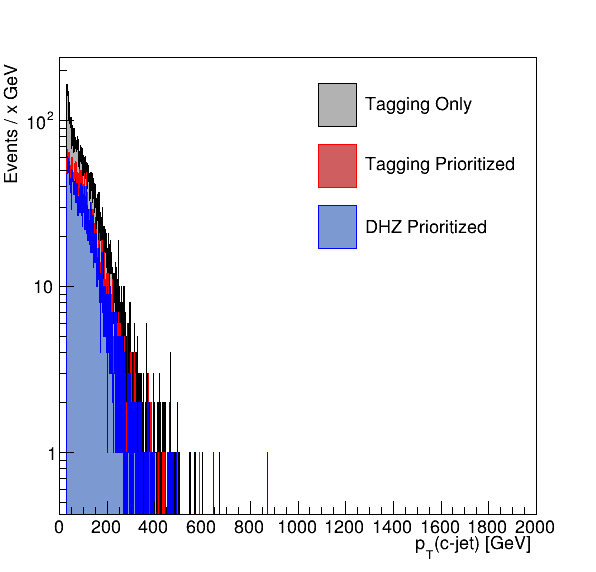 Events / x GeV
10²
10
1
Tagging Only
Tagging Prioritized
DHZ Prioritized
0 200 400 600 800 1000 1200 1400 1600 1800 2000
p_T(c-jet) [GeV]